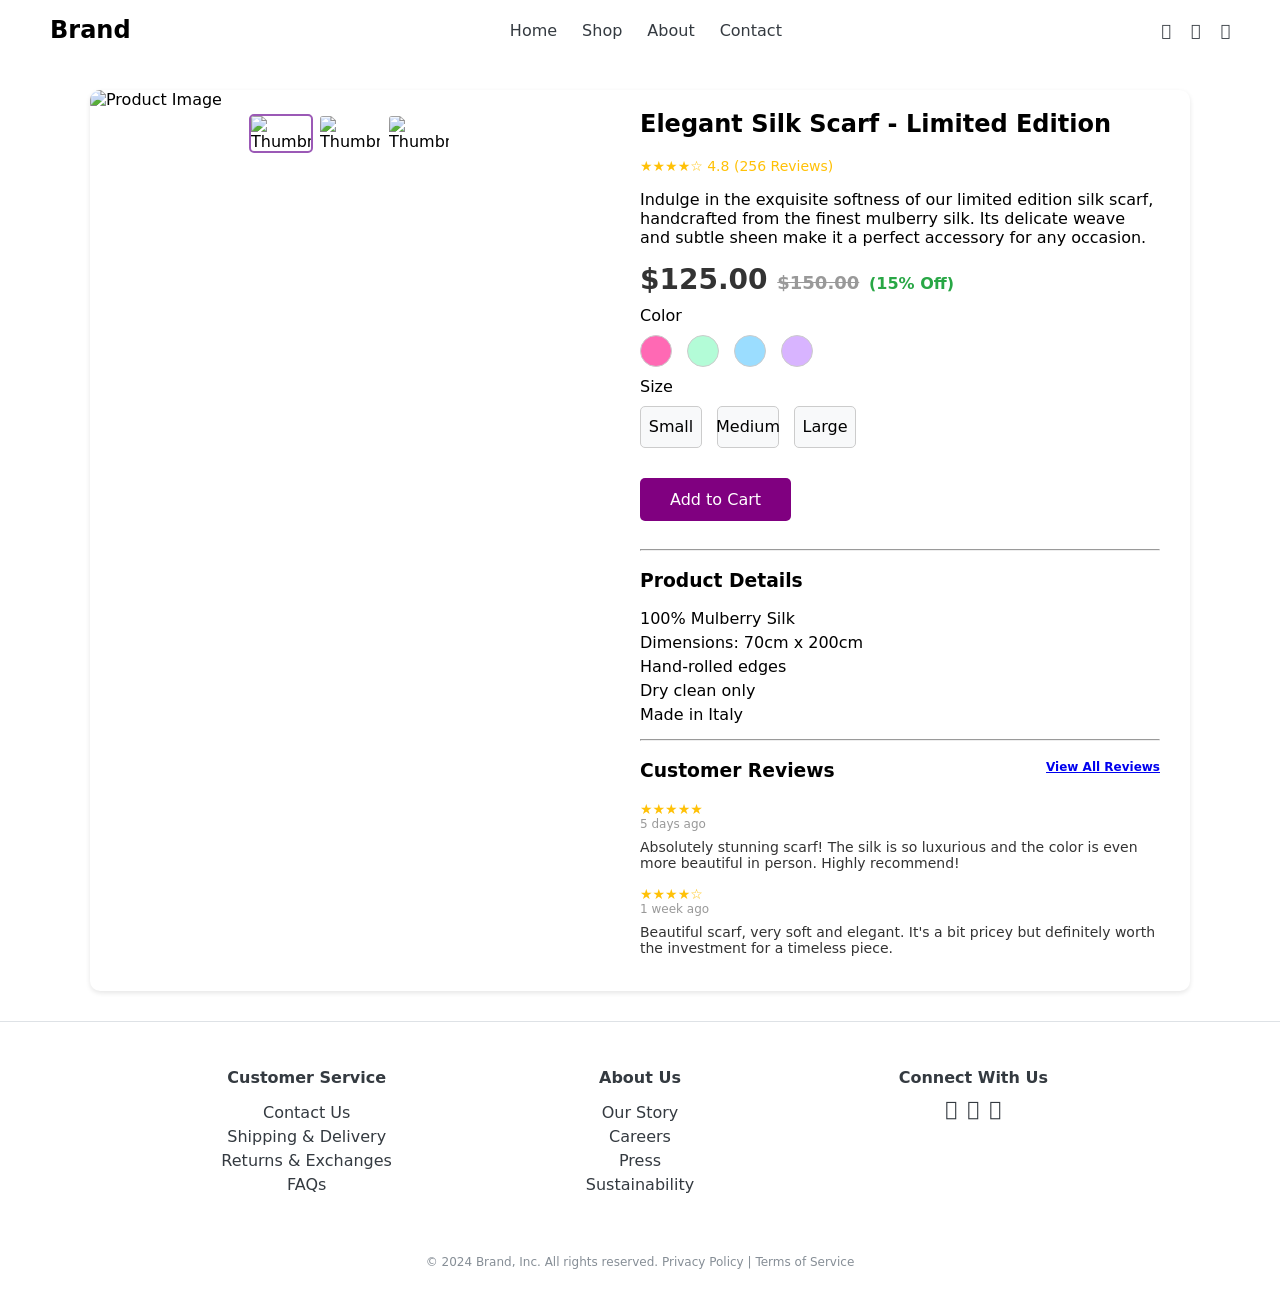 Brand
Home Shop About Contact
Product Image
Thumbr Thumbr Thumbr
Elegant Silk Scarf - Limited Edition
★★★★☆ 4.8 (256 Reviews)
Indulge in the exquisite softness of our limited edition silk scarf,
handcrafted from the finest mulberry silk. Its delicate weave
and subtle sheen make it a perfect accessory for any occasion.
$125.00 $150.00 (15% Off)
Color
Size
Small Medium Large
Add to Cart
Product Details
100% Mulberry Silk
Dimensions: 70cm x 200cm
Hand-rolled edges
Dry clean only
Made in Italy
Customer Reviews View All Reviews
★★★★★
5 days ago
Absolutely stunning scarf! The silk is so luxurious and the color is even
more beautiful in person. Highly recommend!
★★★★☆
1 week ago
Beautiful scarf, very soft and elegant. It's a bit pricey but definitely worth
the investment for a timeless piece.
Customer Service
Contact Us
Shipping & Delivery
Returns & Exchanges
FAQs
About Us
Our Story
Careers
Press
Sustainability
Connect With Us
© 2024 Brand, Inc. All rights reserved. Privacy Policy | Terms of Service